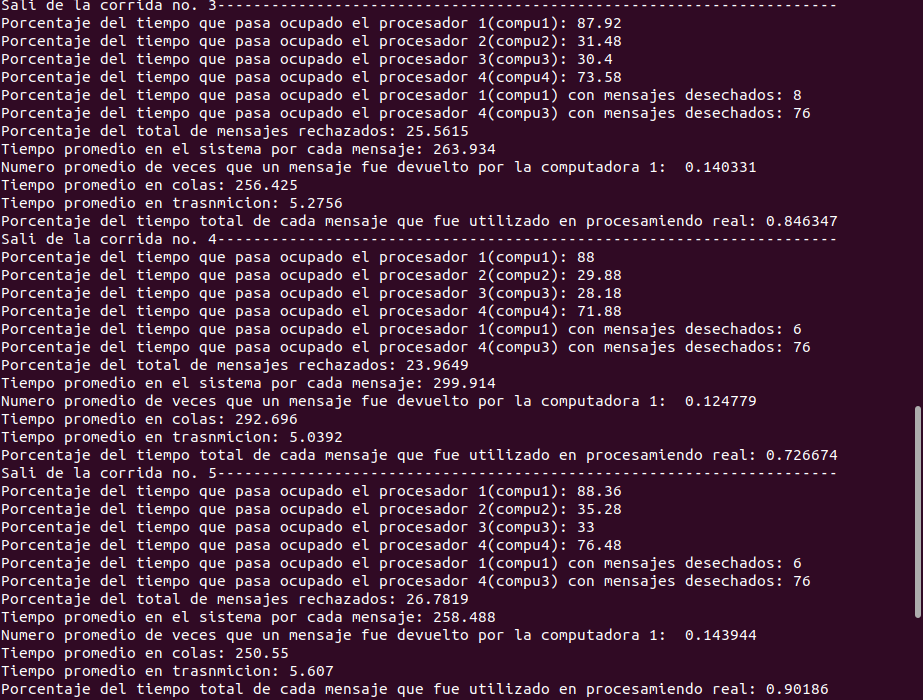 Sali de la corrida no. 3---------------------------------------------------------------------
Porcentaje del tiempo que pasa ocupado el procesador 1(compu1): 87.92
Porcentaje del tiempo que pasa ocupado el procesador 2(compu2): 31.48
Porcentaje del tiempo que pasa ocupado el procesador 3(compu3): 30.4
Porcentaje del tiempo que pasa ocupado el procesador 4(compu4): 73.58
Porcentaje del tiempo que pasa ocupado el procesador 1(compu1) con mensajes desechados: 8
Porcentaje del tiempo que pasa ocupado el procesador 4(compu3) con mensajes desechados: 76
Porcentaje del total de mensajes rechazados: 25.5615
Tiempo promedio en el sistema por cada mensaje: 263.934
Numero promedio de veces que un mensaje fue devuelto por la computadora 1:  0.140331
Tiempo promedio en colas: 256.425
Tiempo promedio en trasnmicion: 5.2756
Porcentaje del tiempo total de cada mensaje que fue utilizado en procesamiendo real: 0.846347
Sali de la corrida no. 4---------------------------------------------------------------------
Porcentaje del tiempo que pasa ocupado el procesador 1(compu1): 88
Porcentaje del tiempo que pasa ocupado el procesador 2(compu2): 29.88
Porcentaje del tiempo que pasa ocupado el procesador 3(compu3): 28.18
Porcentaje del tiempo que pasa ocupado el procesador 4(compu4): 71.88
Porcentaje del tiempo que pasa ocupado el procesador 1(compu1) con mensajes desechados: 6
Porcentaje del tiempo que pasa ocupado el procesador 4(compu3) con mensajes desechados: 76
Porcentaje del total de mensajes rechazados: 23.9649
Tiempo promedio en el sistema por cada mensaje: 299.914
Numero promedio de veces que un mensaje fue devuelto por la computadora 1:  0.124779
Tiempo promedio en colas: 292.696
Tiempo promedio en trasnmicion: 5.0392
Porcentaje del tiempo total de cada mensaje que fue utilizado en procesamiendo real: 0.726674
Sali de la corrida no. 5---------------------------------------------------------------------
Porcentaje del tiempo que pasa ocupado el procesador 1(compu1): 88.36
Porcentaje del tiempo que pasa ocupado el procesador 2(compu2): 35.28
Porcentaje del tiempo que pasa ocupado el procesador 3(compu3): 33
Porcentaje del tiempo que pasa ocupado el procesador 4(compu4): 76.48
Porcentaje del tiempo que pasa ocupado el procesador 1(compu1) con mensajes desechados: 6
Porcentaje del tiempo que pasa ocupado el procesador 4(compu3) con mensajes desechados: 76
Porcentaje del total de mensajes rechazados: 26.7819
Tiempo promedio en el sistema por cada mensaje: 258.488
Numero promedio de veces que un mensaje fue devuelto por la computadora 1:  0.143944
Tiempo promedio en colas: 250.55
Tiempo promedio en trasnmicion: 5.607
Porcentaje del tiempo total de cada mensaje que fue utilizado en procesamiendo real: 0.90186